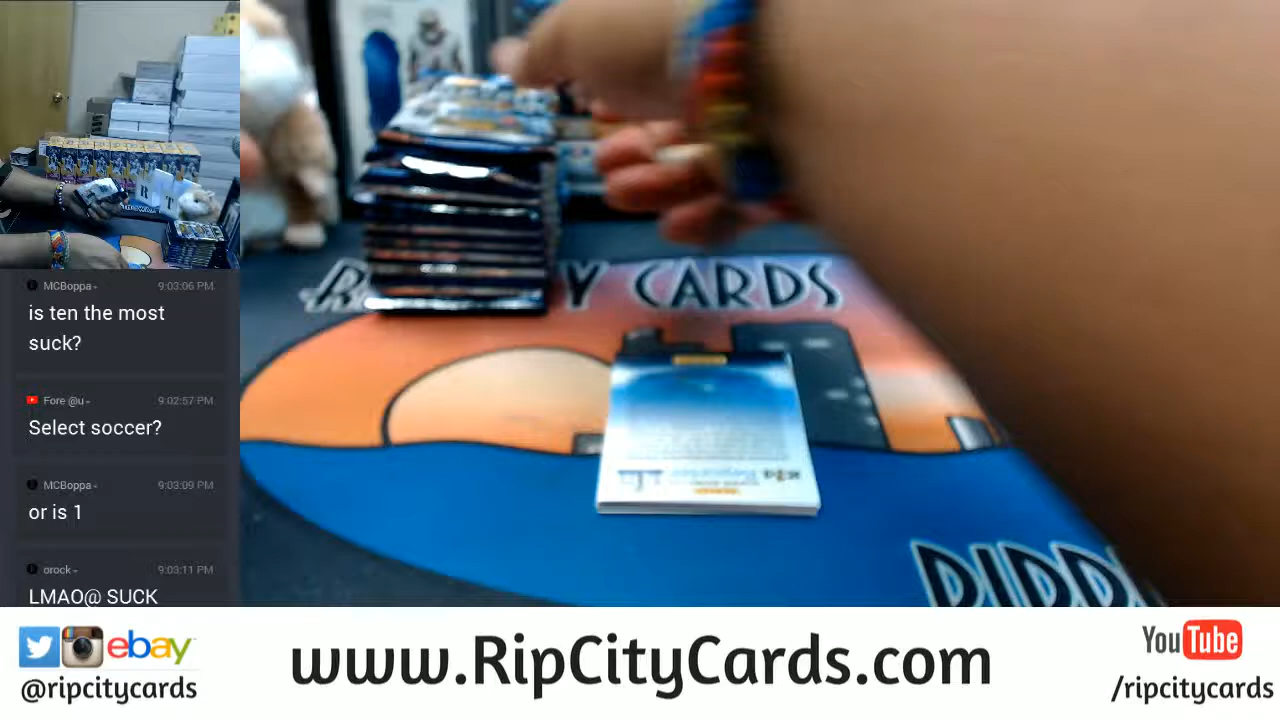 R T
MCBoppa
9:03:06 PM
is ten the most
suck?
Fore @u
9:02:57 PM
Select soccer?
MCBoppa
9:03:09 PM
or is 1
orock
9:03:11 PM
LMAO@ SUCK
Y CARDS
ebay
@ripcitycards
www.RipCityCards.com
YouTube
/ripcitycards